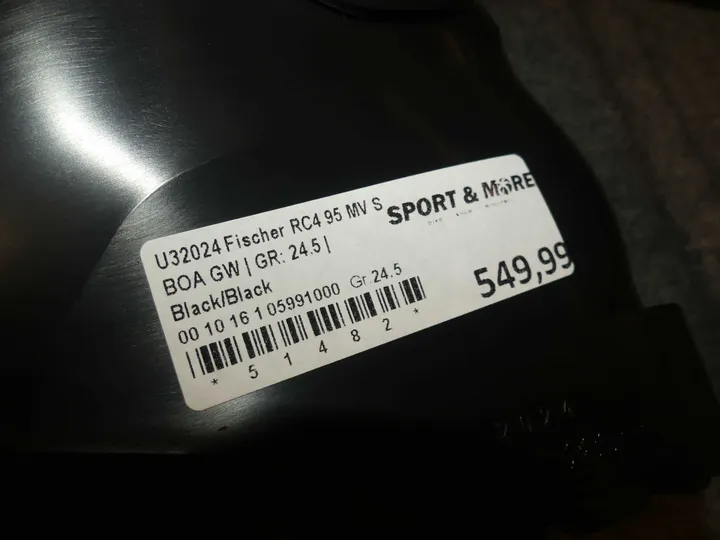 U32024 Fischer RC4 95 MV S
BOA GW | GR: 24.5 |
Black/Black
00 10 16 1 05991000 Gr 24.5
* 5 1 4 8 2 *
SPORT & MORE
549,99